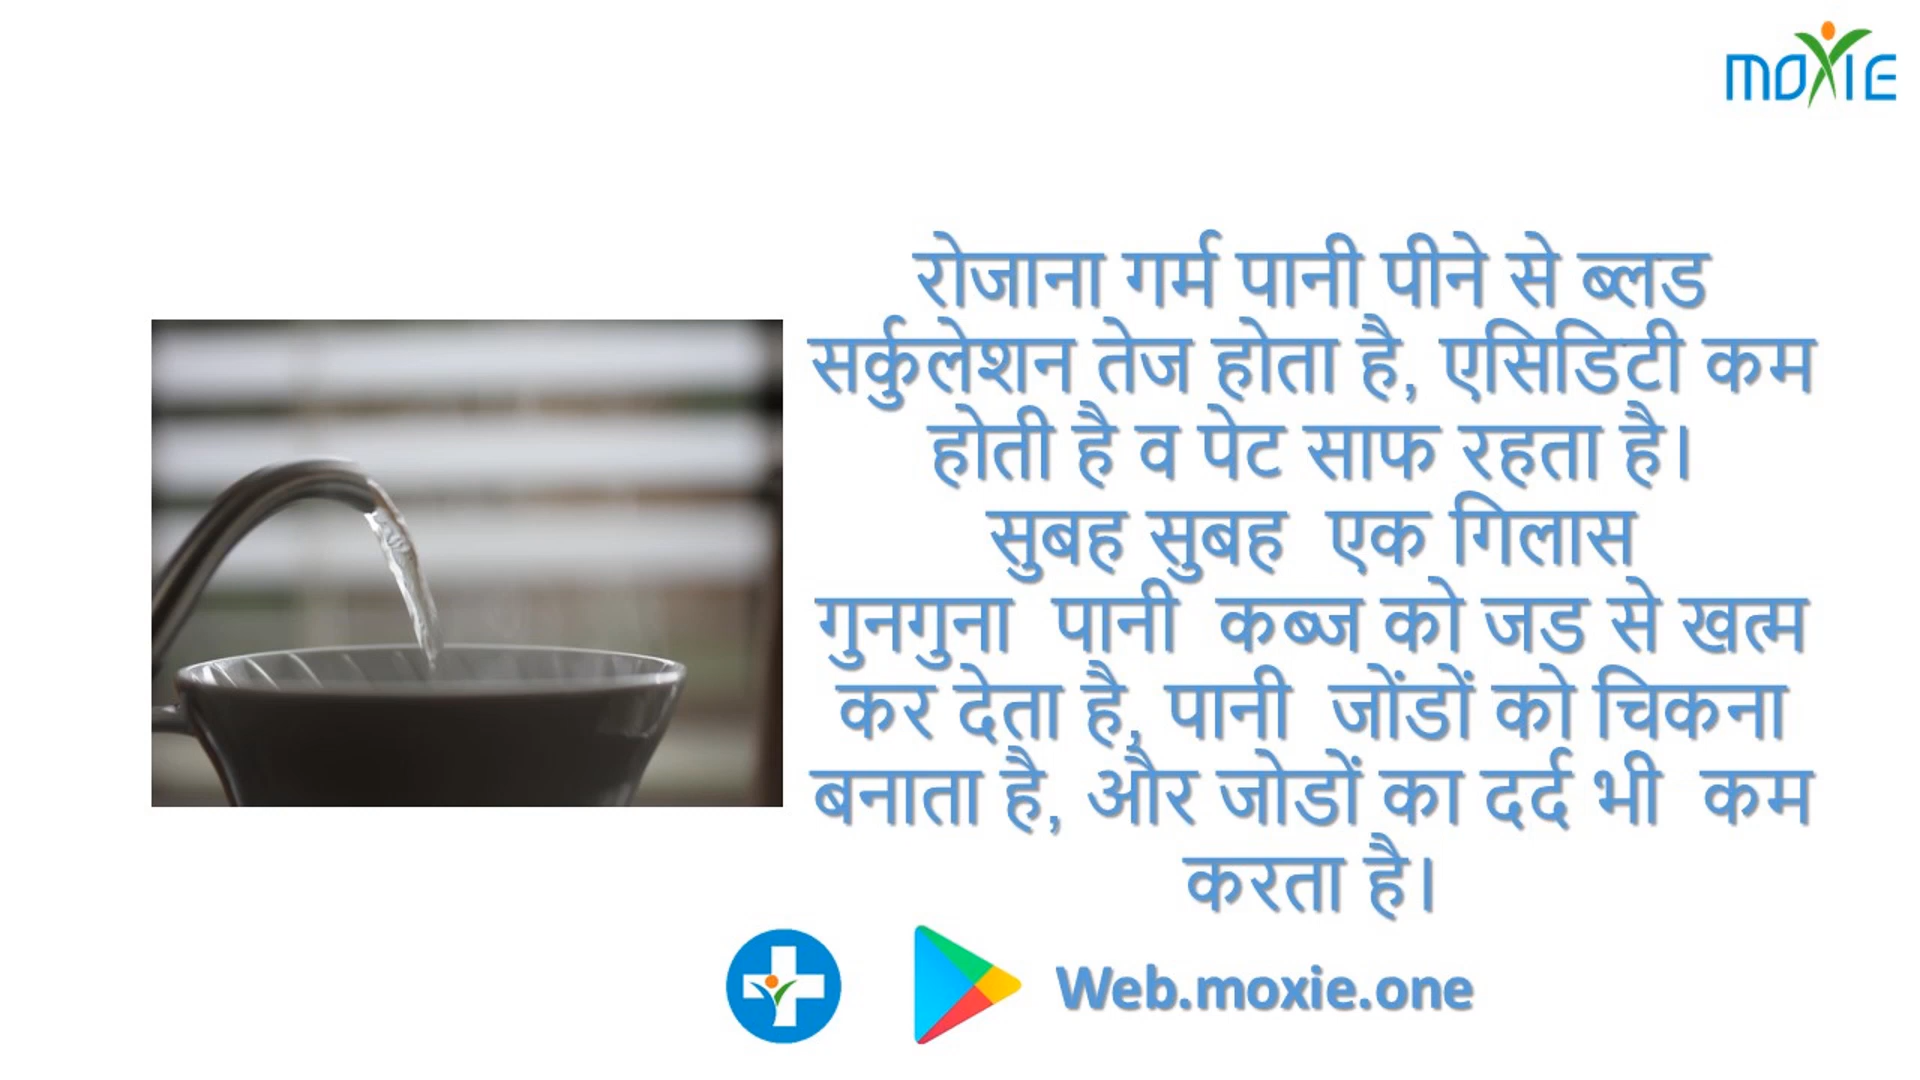 MOXIE
रोजाना गर्म पानी पीने से ब्लड
सर्कुलेशन तेज होता है, एसिडिटी कम
होती है व पेट साफ रहता है।
सुबह सुबह एक गिलास
गुनगुना पानी कब्ज को जड से खत्म
कर देता है, पानी जोंडों को चिकना
बनाता है, और जोडों का दर्द भी कम
करता है।
Web.moxie.one